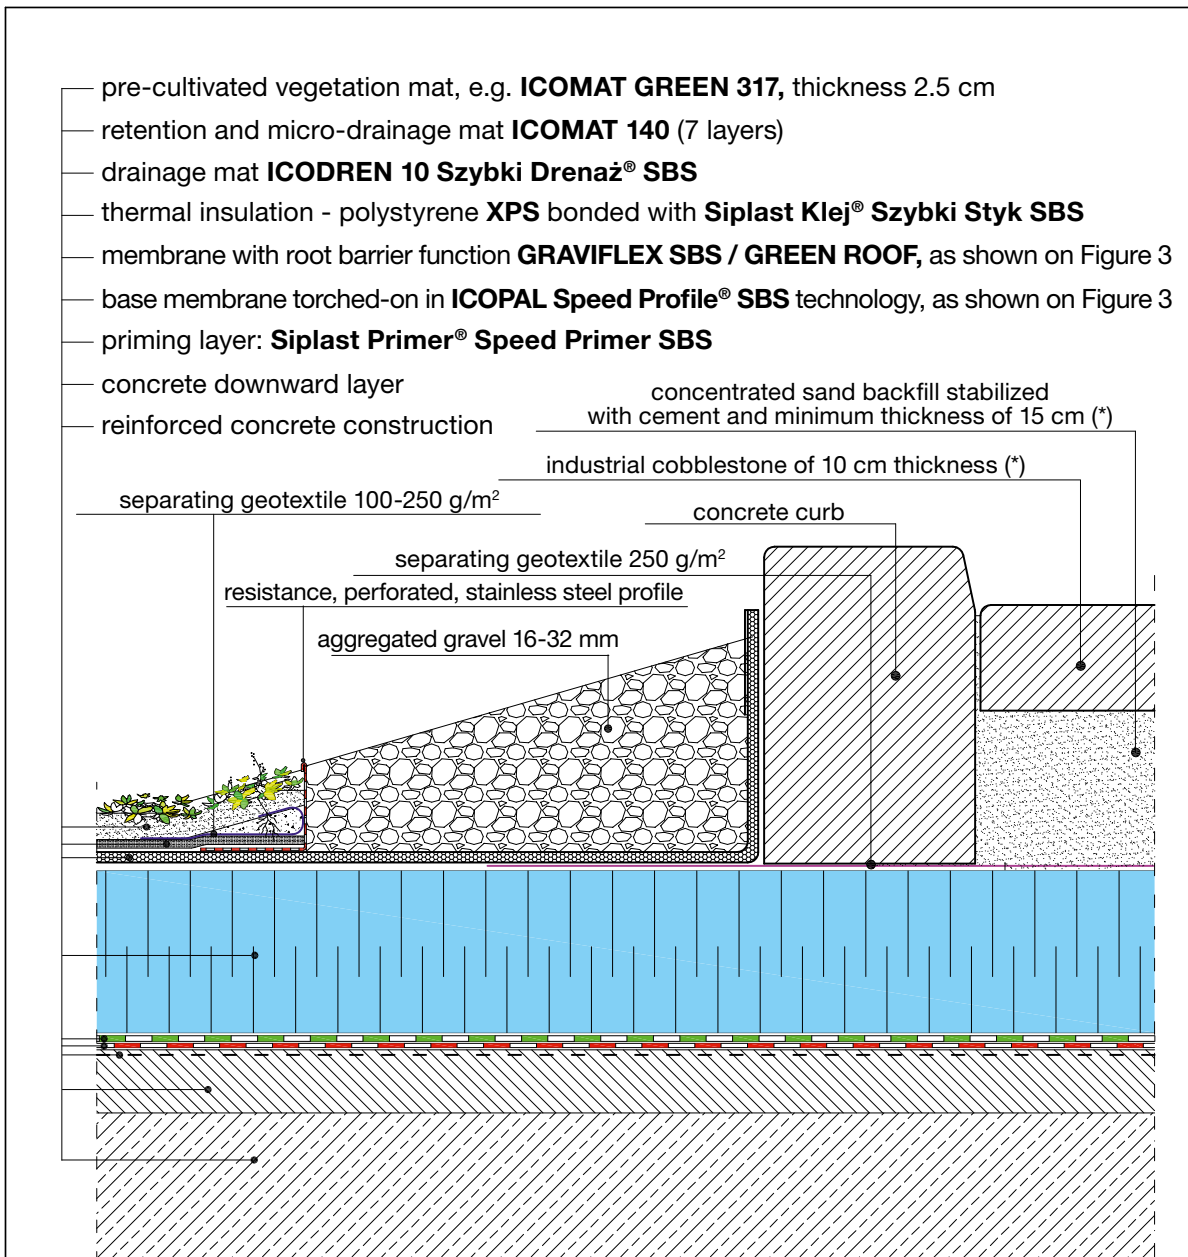 pre-cultivated vegetation mat, e.g. ICOMAT GREEN 317, thickness 2.5 cm
retention and micro-drainage mat ICOMAT 140 (7 layers)
drainage mat ICODREN 10 Szybki Drenaż® SBS
thermal insulation - polystyrene XPS bonded with Siplast Klej® Szybki Styk SBS
membrane with root barrier function GRAVIFLEX SBS / GREEN ROOF, as shown on Figure 3
base membrane torched-on in ICOPAL Speed Profile® SBS technology, as shown on Figure 3
priming layer: Siplast Primer® Speed Primer SBS
concrete downward layer
reinforced concrete construction
concentrated sand backfill stabilized
with cement and minimum thickness of 15 cm (*)
industrial cobblestone of 10 cm thickness (*)
separating geotextile 100-250 g/m²
concrete curb
separating geotextile 250 g/m²
resistance, perforated, stainless steel profile
aggregated gravel 16-32 mm